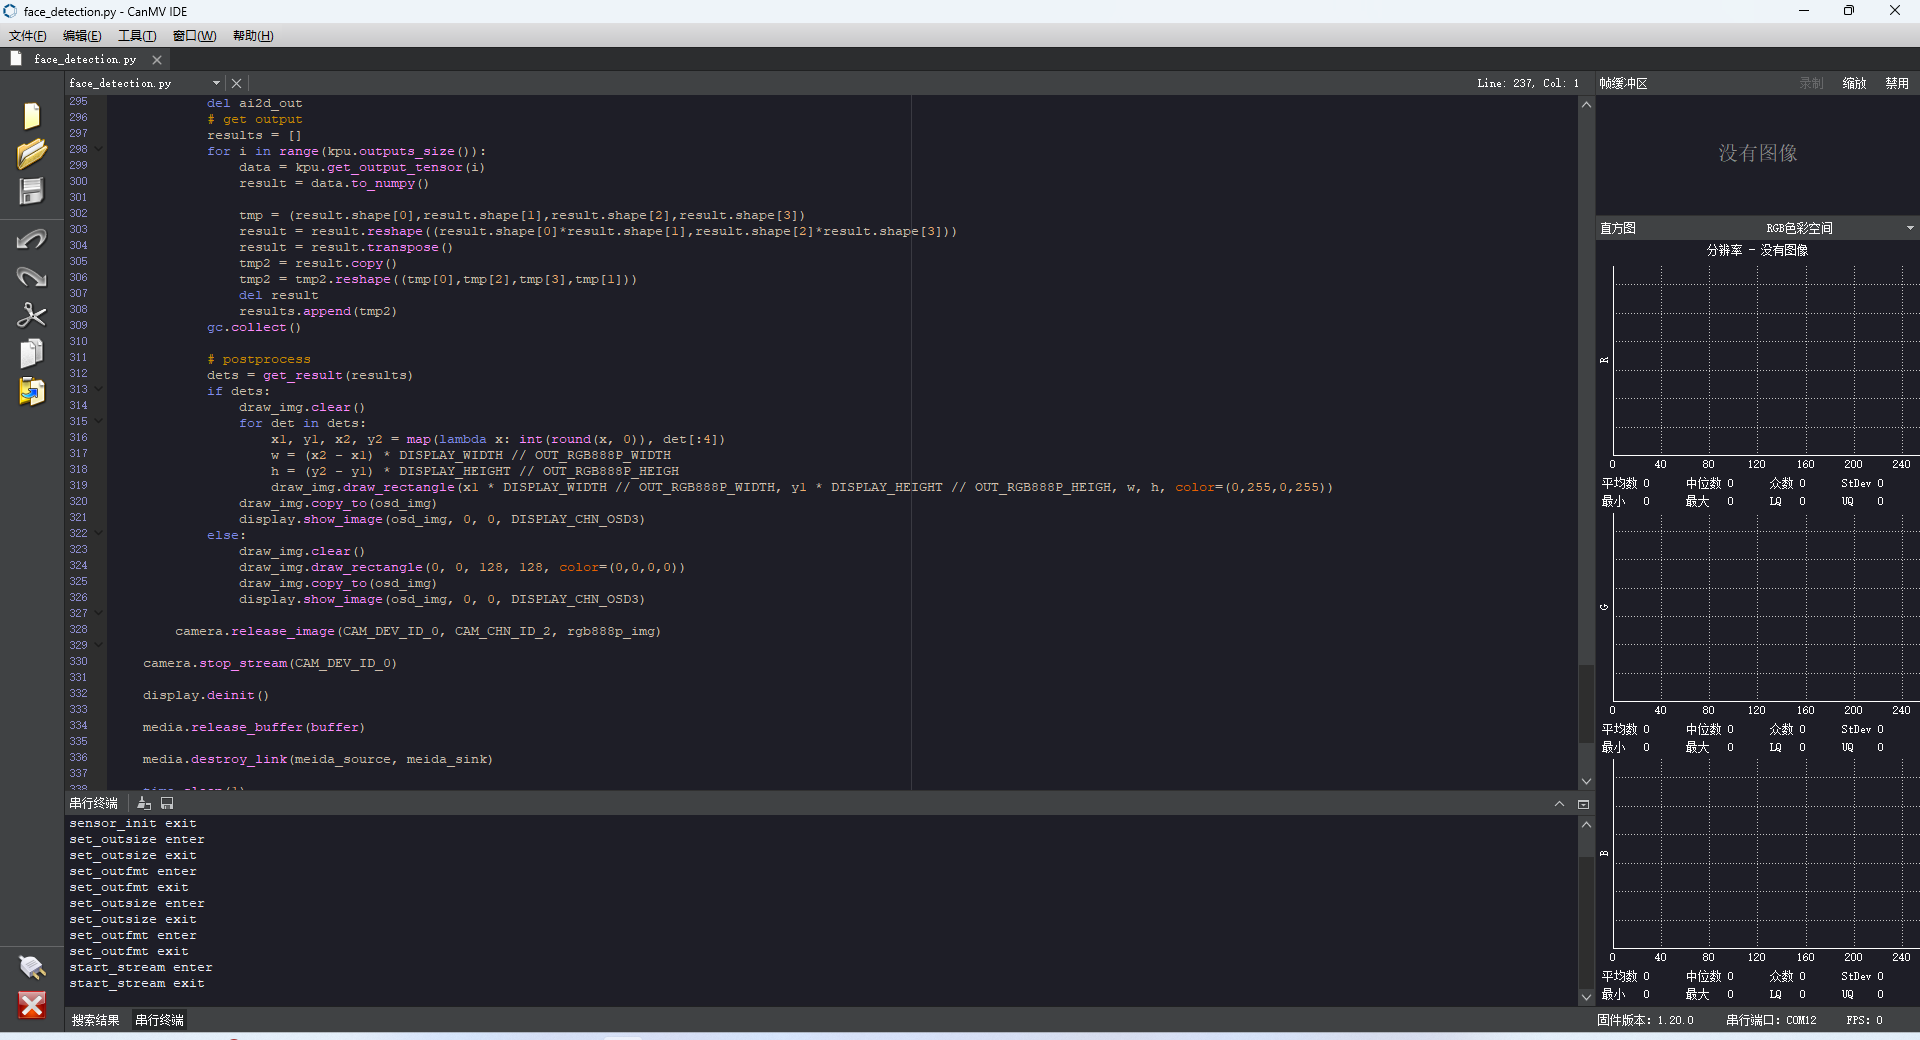 face_detection.py - CanMV IDE
文件(F) 编辑(E) 工具(T) 窗口(W) 帮助(H)
face_detection.py
face_detection.py Line: 237, Col: 1
295 del ai2d_out
296 # get output
297 results = []
298 for i in range(kpu.outputs_size()):
299 data = kpu.get_output_tensor(i)
300 result = data.to_numpy()
301
302 tmp = (result.shape[0],result.shape[1],result.shape[2],result.shape[3])
303 result = result.reshape((result.shape[0]*result.shape[1],result.shape[2]*result.shape[3]))
304 result = result.transpose()
305 tmp2 = result.copy()
306 tmp2 = tmp2.reshape((tmp[0],tmp[2],tmp[3],tmp[1]))
307 del result
308 results.append(tmp2)
309 gc.collect()
310
311 # postprocess
312 dets = get_result(results)
313 if dets:
314 draw_img.clear()
315 for det in dets:
316 x1, y1, x2, y2 = map(lambda x: int(round(x, 0)), det[:4])
317 w = (x2 - x1) * DISPLAY_WIDTH // OUT_RGB888P_WIDTH
318 h = (y2 - y1) * DISPLAY_HEIGHT // OUT_RGB888P_HEIGH
319 draw_img.draw_rectangle(x1 * DISPLAY_WIDTH // OUT_RGB888P_WIDTH, y1 * DISPLAY_HEIGHT // OUT_RGB888P_HEIGH, w, h, color=(0,255,0,255))
320 draw_img.copy_to(osd_img)
321 display.show_image(osd_img, 0, 0, DISPLAY_CHN_OSD3)
322 else:
323 draw_img.clear()
324 draw_img.draw_rectangle(0, 0, 128, 128, color=(0,0,0,0))
325 draw_img.copy_to(osd_img)
326 display.show_image(osd_img, 0, 0, DISPLAY_CHN_OSD3)
327
328 camera.release_image(CAM_DEV_ID_0, CAM_CHN_ID_2, rgb888p_img)
329
330 camera.stop_stream(CAM_DEV_ID_0)
331
332 display.deinit()
333
334 media.release_buffer(buffer)
335
336 media.destroy_link(meida_source, meida_sink)
337
串行终端
sensor_init exit
set_outsize enter
set_outsize exit
set_outfmt enter
set_outfmt exit
set_outsize enter
set_outsize exit
set_outfmt enter
set_outfmt exit
start_stream enter
start_stream exit
搜索结果 串行终端
帧缓冲区 录制 缩放 禁用
没有图像
直方图 RGB色彩空间
分辨率 - 没有图像
R
0 40 80 120 160 200 240
平均数 0 中位数 0 众数 0 StDev 0
最小 0 最大 0 LQ 0 UQ 0
G
0 40 80 120 160 200 240
平均数 0 中位数 0 众数 0 StDev 0
最小 0 最大 0 LQ 0 UQ 0
B
0 40 80 120 160 200 240
平均数 0 中位数 0 众数 0 StDev 0
最小 0 最大 0 LQ 0 UQ 0
固件版本: 1.20.0 串行端口: COM12 FPS: 0